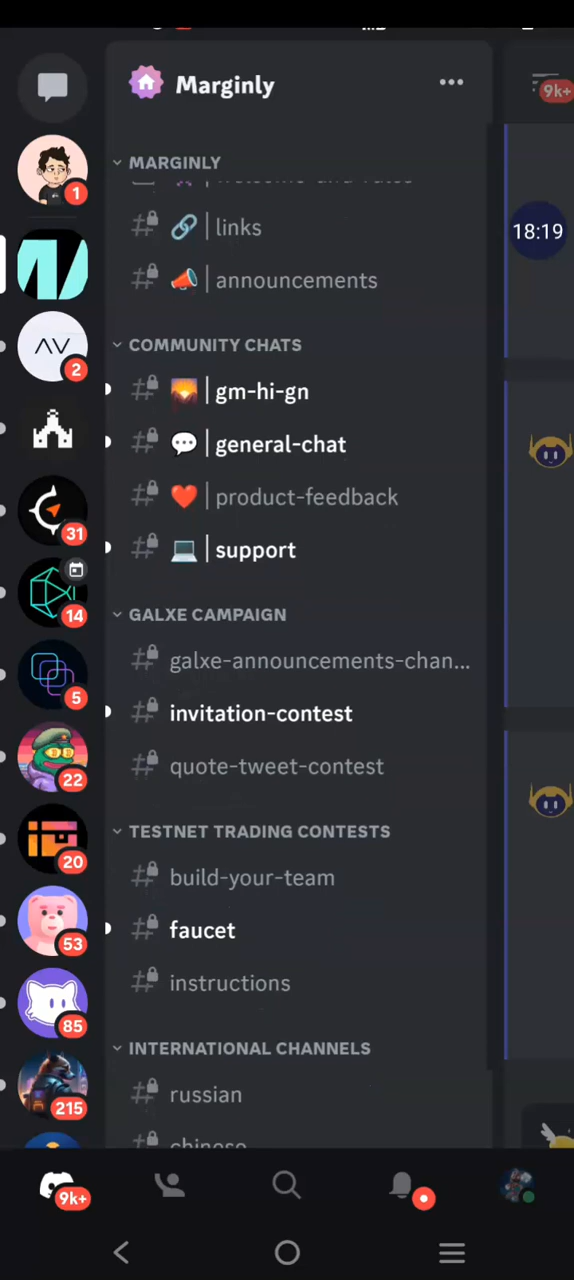 Marginly
9k+
MARGINLY
1
links
18:19
announcements
COMMUNITY CHATS
2
gm-hi-gn
general-chat
product-feedback
31
support
14
GALXE CAMPAIGN
galxe-announcements-chan...
5
invitation-contest
22
quote-tweet-contest
TESTNET TRADING CONTESTS
20
build-your-team
53
faucet
85
instructions
INTERNATIONAL CHANNELS
215
russian
chinese
9k+